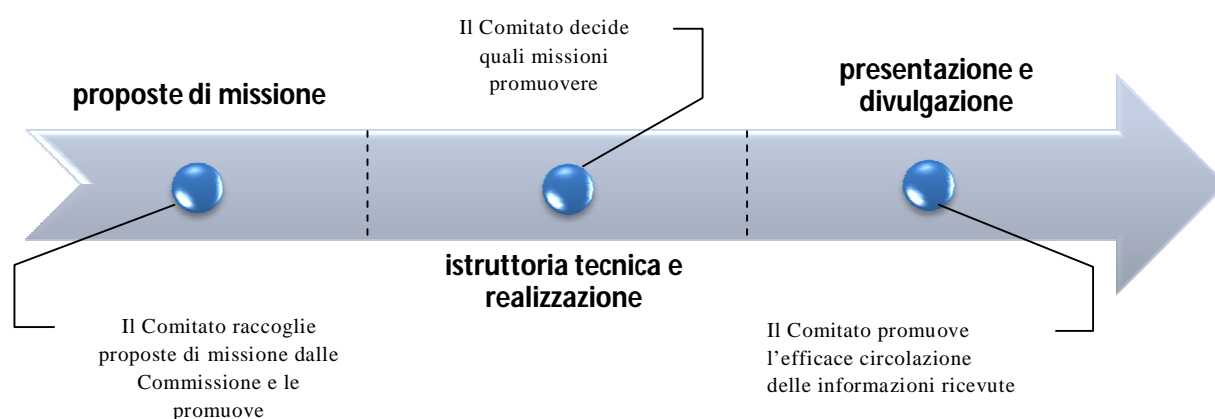 proposte di missione
Il Comitato raccoglie
proposte di missione dalle
Commissione e le
promuove
Il Comitato decide
quali missioni
promuovere
istruttoria tecnica e
realizzazione
presentazione e
divulgazione
Il Comitato promuove
l’efficace circolazione
delle informazioni ricevute